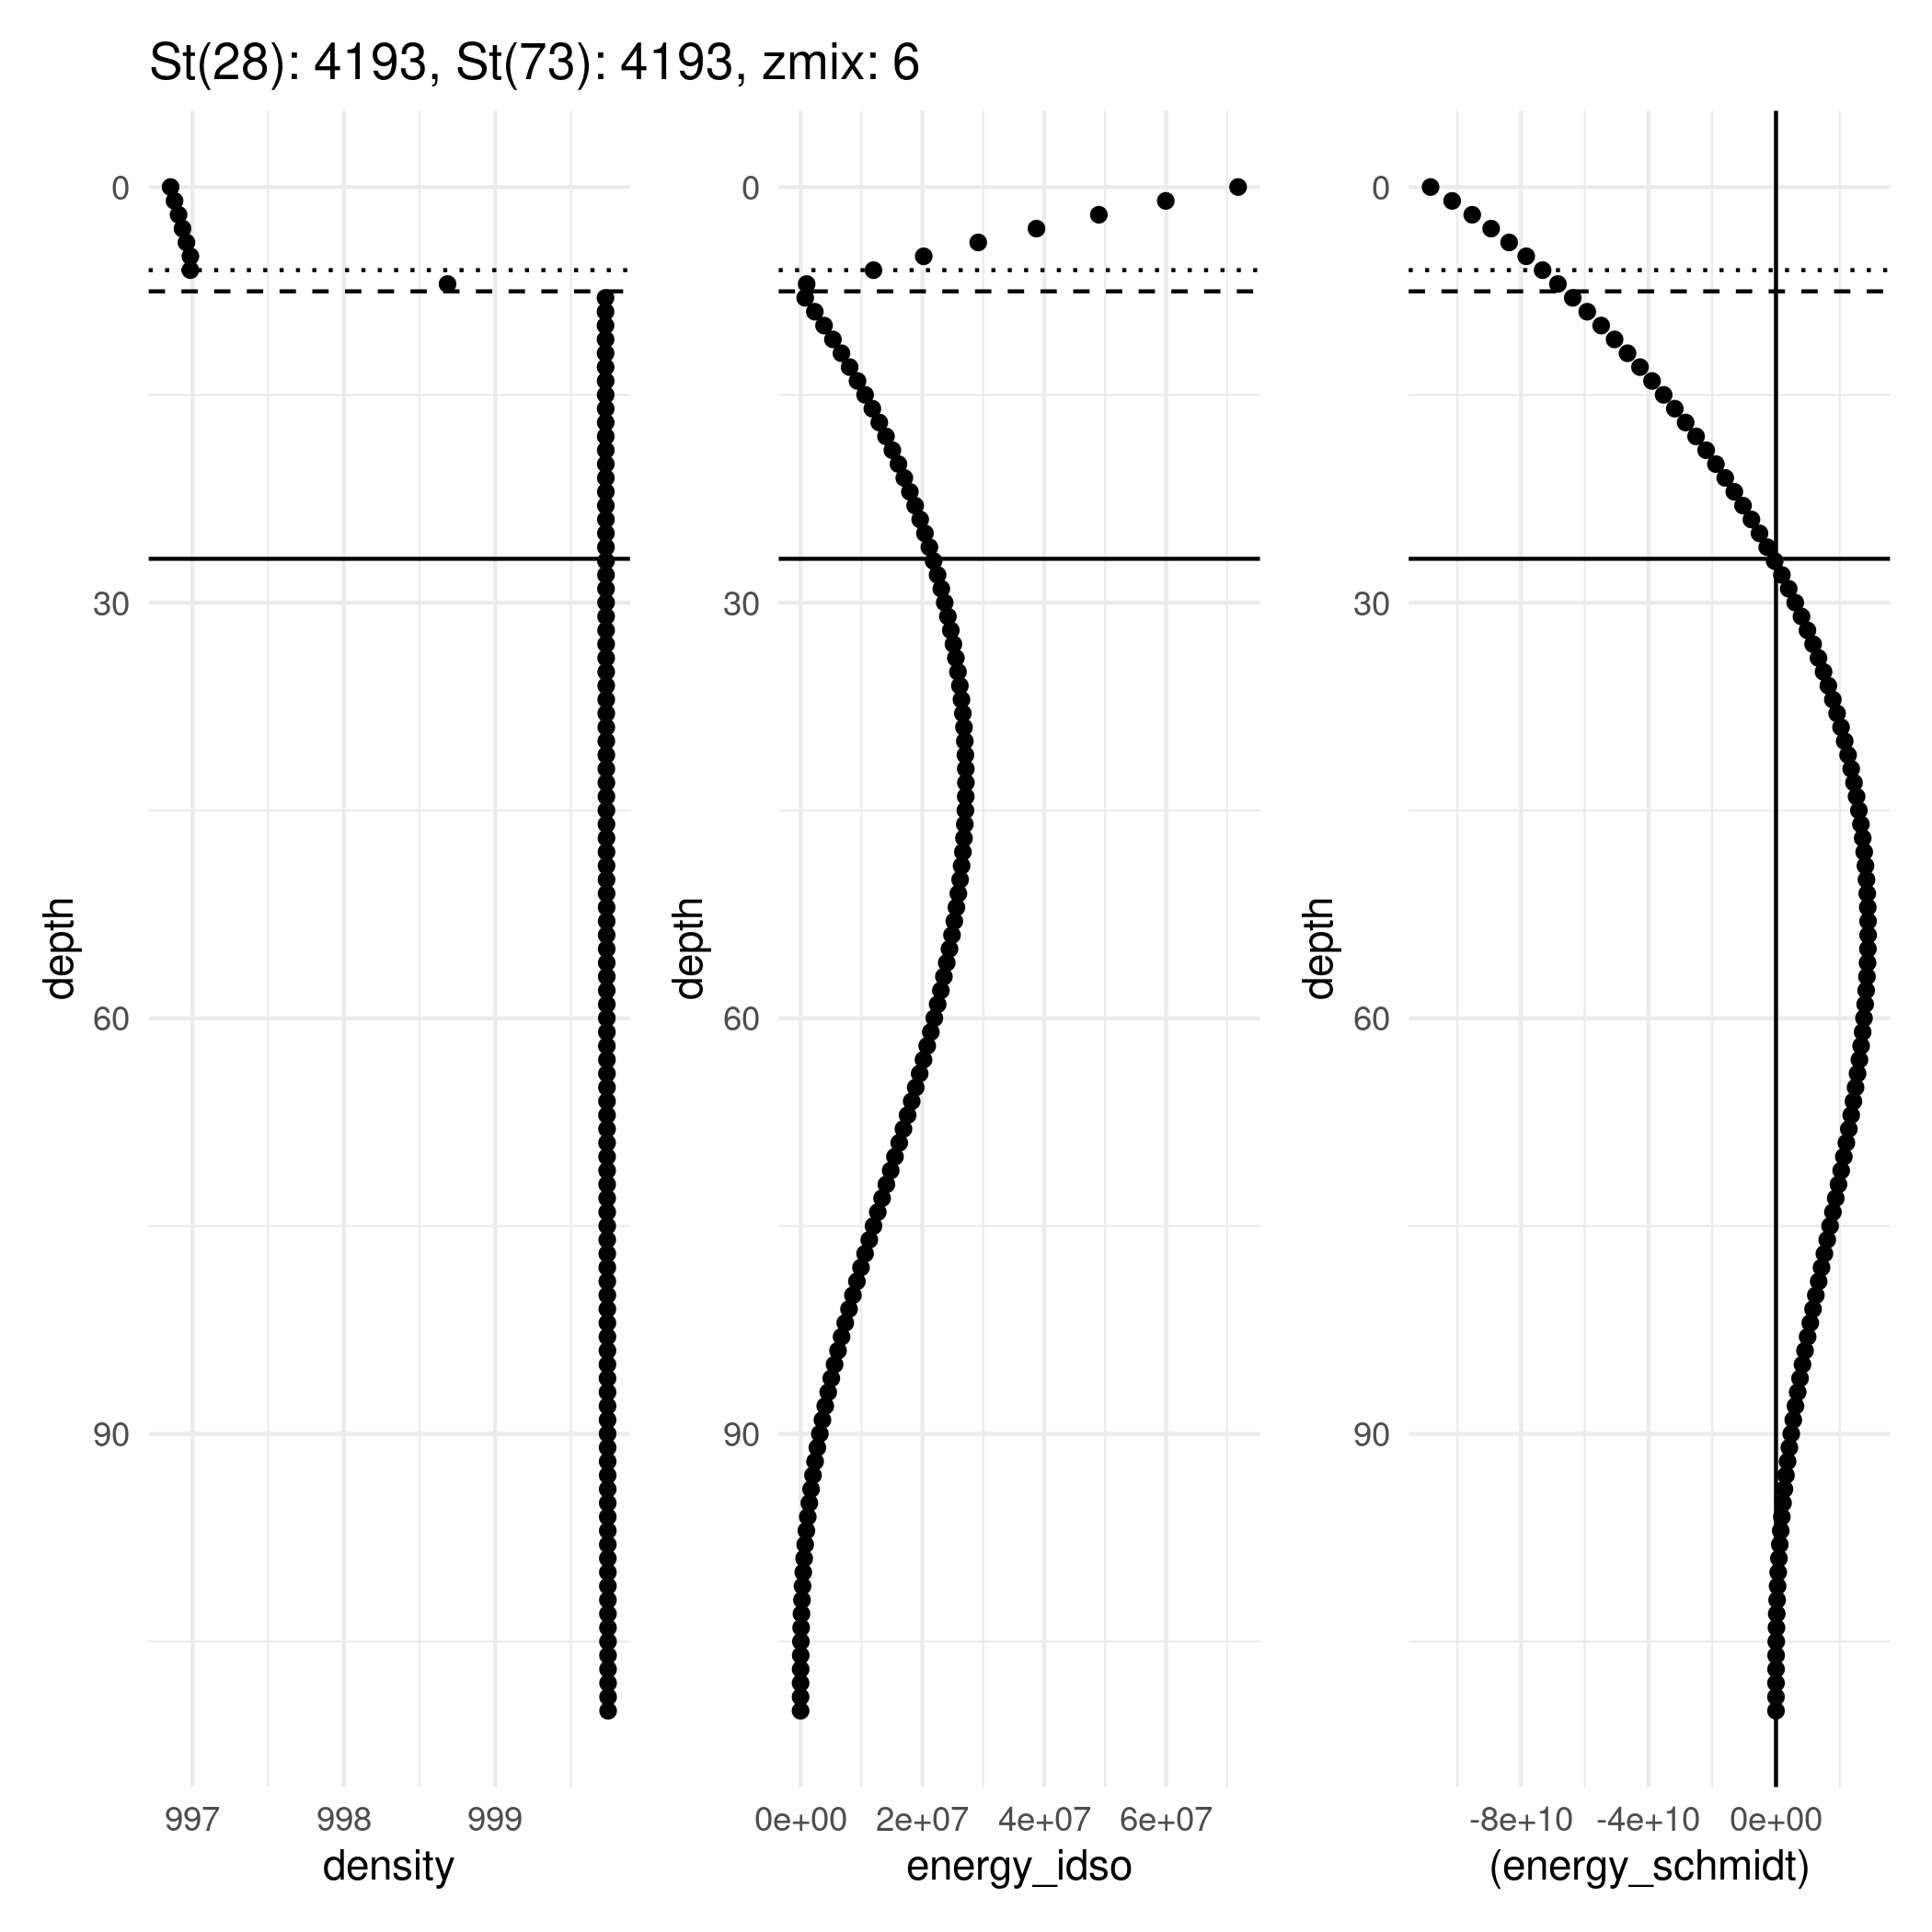 St(28): 4193, St(73): 4193, zmix: 6
0
30
60
90
depth
997 998 999
density
0
30
60
90
depth
0e+00 2e+07 4e+07 6e+07
energy_idso
0
30
60
90
depth
-8e+10 -4e+10 0e+00
(energy_schmidt)